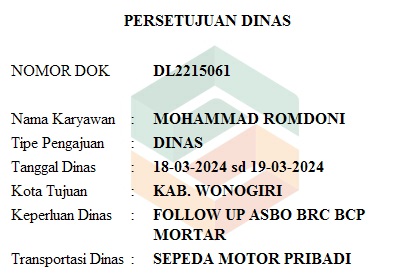 PERSETUJUAN DINAS
NOMOR DOK DL2215061
Nama Karyawan : MOHAMMAD ROMDONI
Tipe Pengajuan : DINAS
Tanggal Dinas : 18-03-2024 sd 19-03-2024
Kota Tujuan : KAB. WONOGIRI
Keperluan Dinas : FOLLOW UP ASBO BRC BCP
MORTAR
Transportasi Dinas : SEPEDA MOTOR PRIBADI